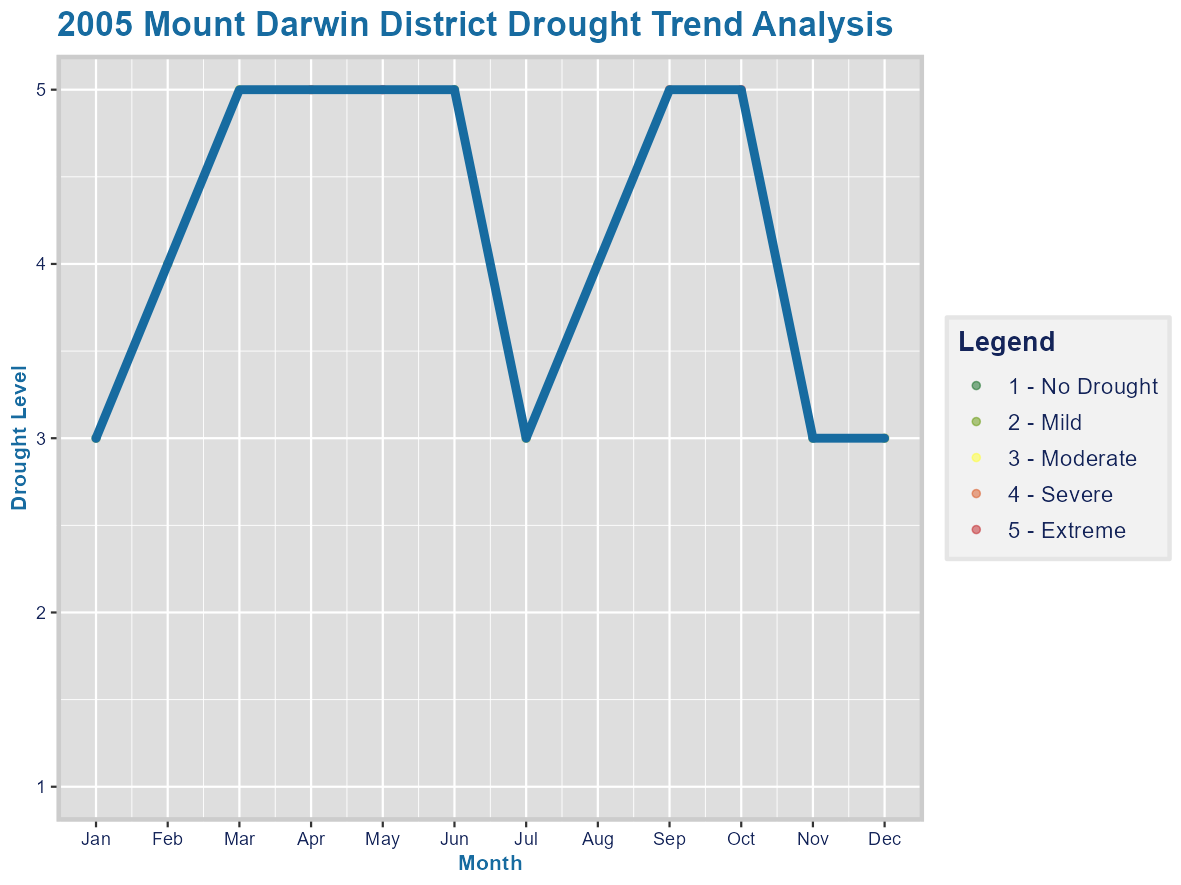 2005 Mount Darwin District Drought Trend Analysis
Drought Level
5
4
3
2
1
Jan Feb Mar Apr May Jun Jul Aug Sep Oct Nov Dec
Month
Legend
1 - No Drought
2 - Mild
3 - Moderate
4 - Severe
5 - Extreme